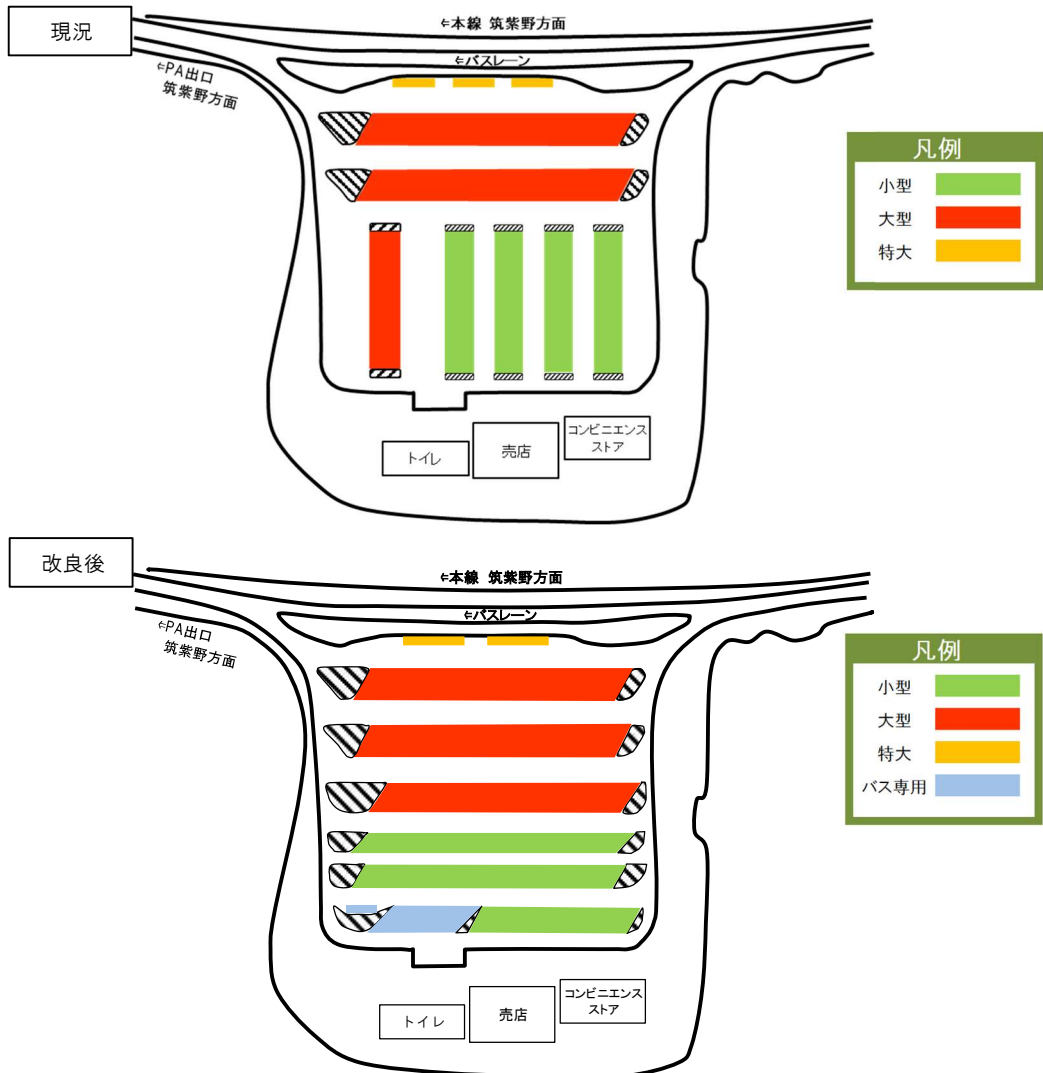 現況
⇐本線 筑紫野方面
⇐バスレーン
⇐PA出口
筑紫野方面
凡例
小型
大型
特大
トイレ
売店
コンビニエンス
ストア
改良後
⇐本線 筑紫野方面
⇐バスレーン
⇐PA出口
筑紫野方面
凡例
小型
大型
特大
バス専用
トイレ
売店
コンビニエンス
ストア